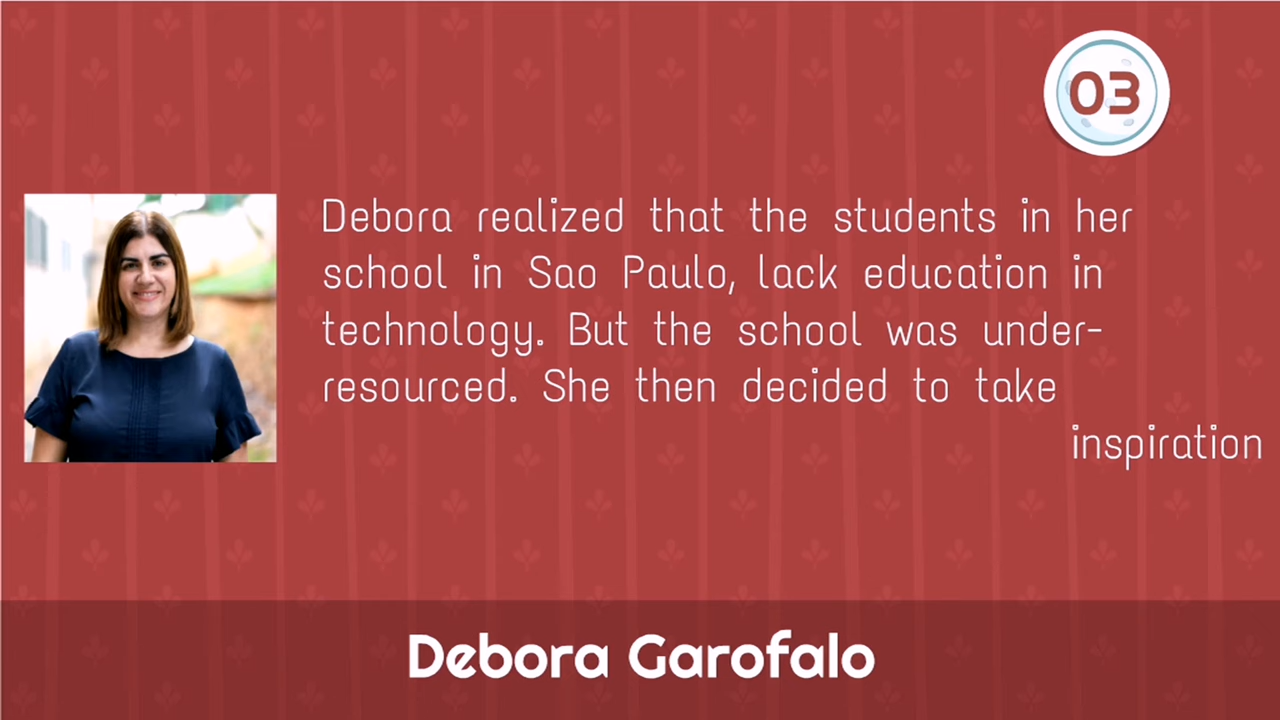 03
Debora realized that the students in her
school in Sao Paulo, lack education in
technology. But the school was under-
resourced. She then decided to take
inspiration
Debora Garofalo